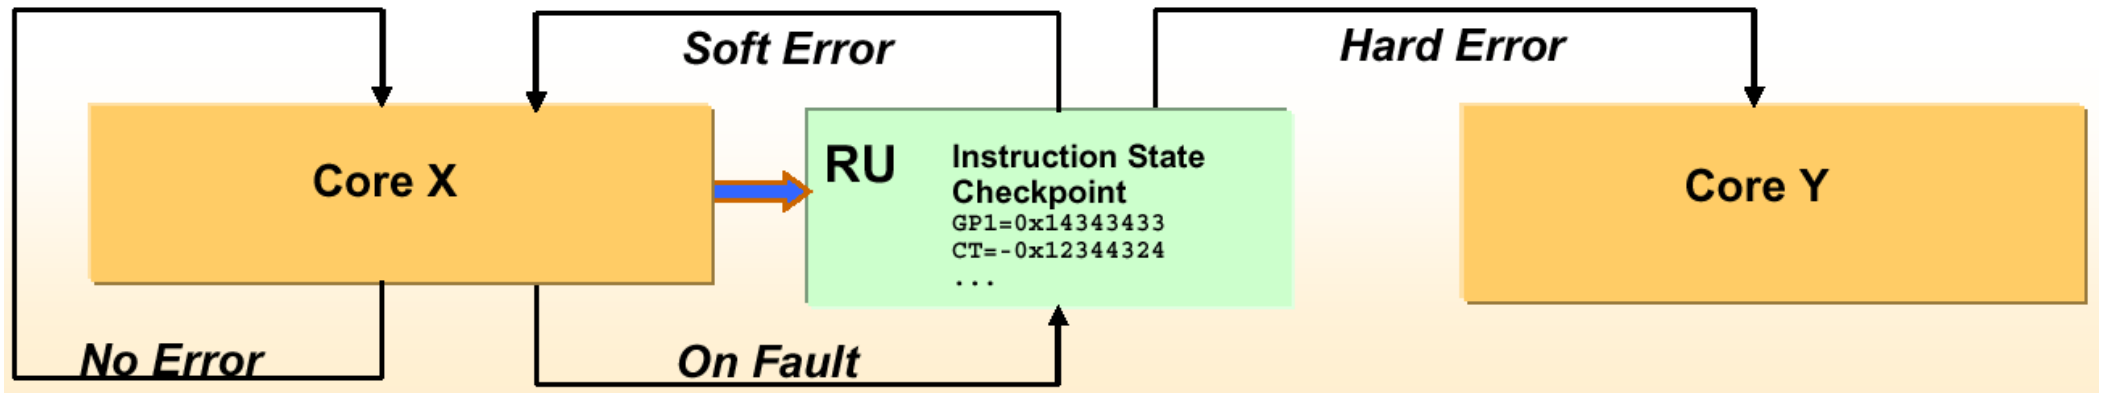 Soft Error
Hard Error
Core X
RU
Instruction State
Checkpoint
GP1=0x14343433
CT=-0x12344324
...
Core Y
No Error
On Fault